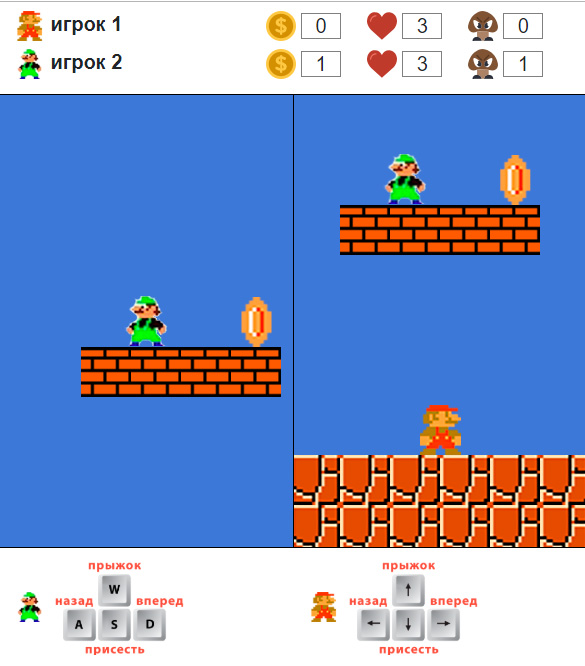 игрок 1 $ 0 3 0
игрок 2 $ 1 3 1
прыжок прыжок
W ↑
назад вперед назад вперед
A S D ← ↓ →
присесть присесть